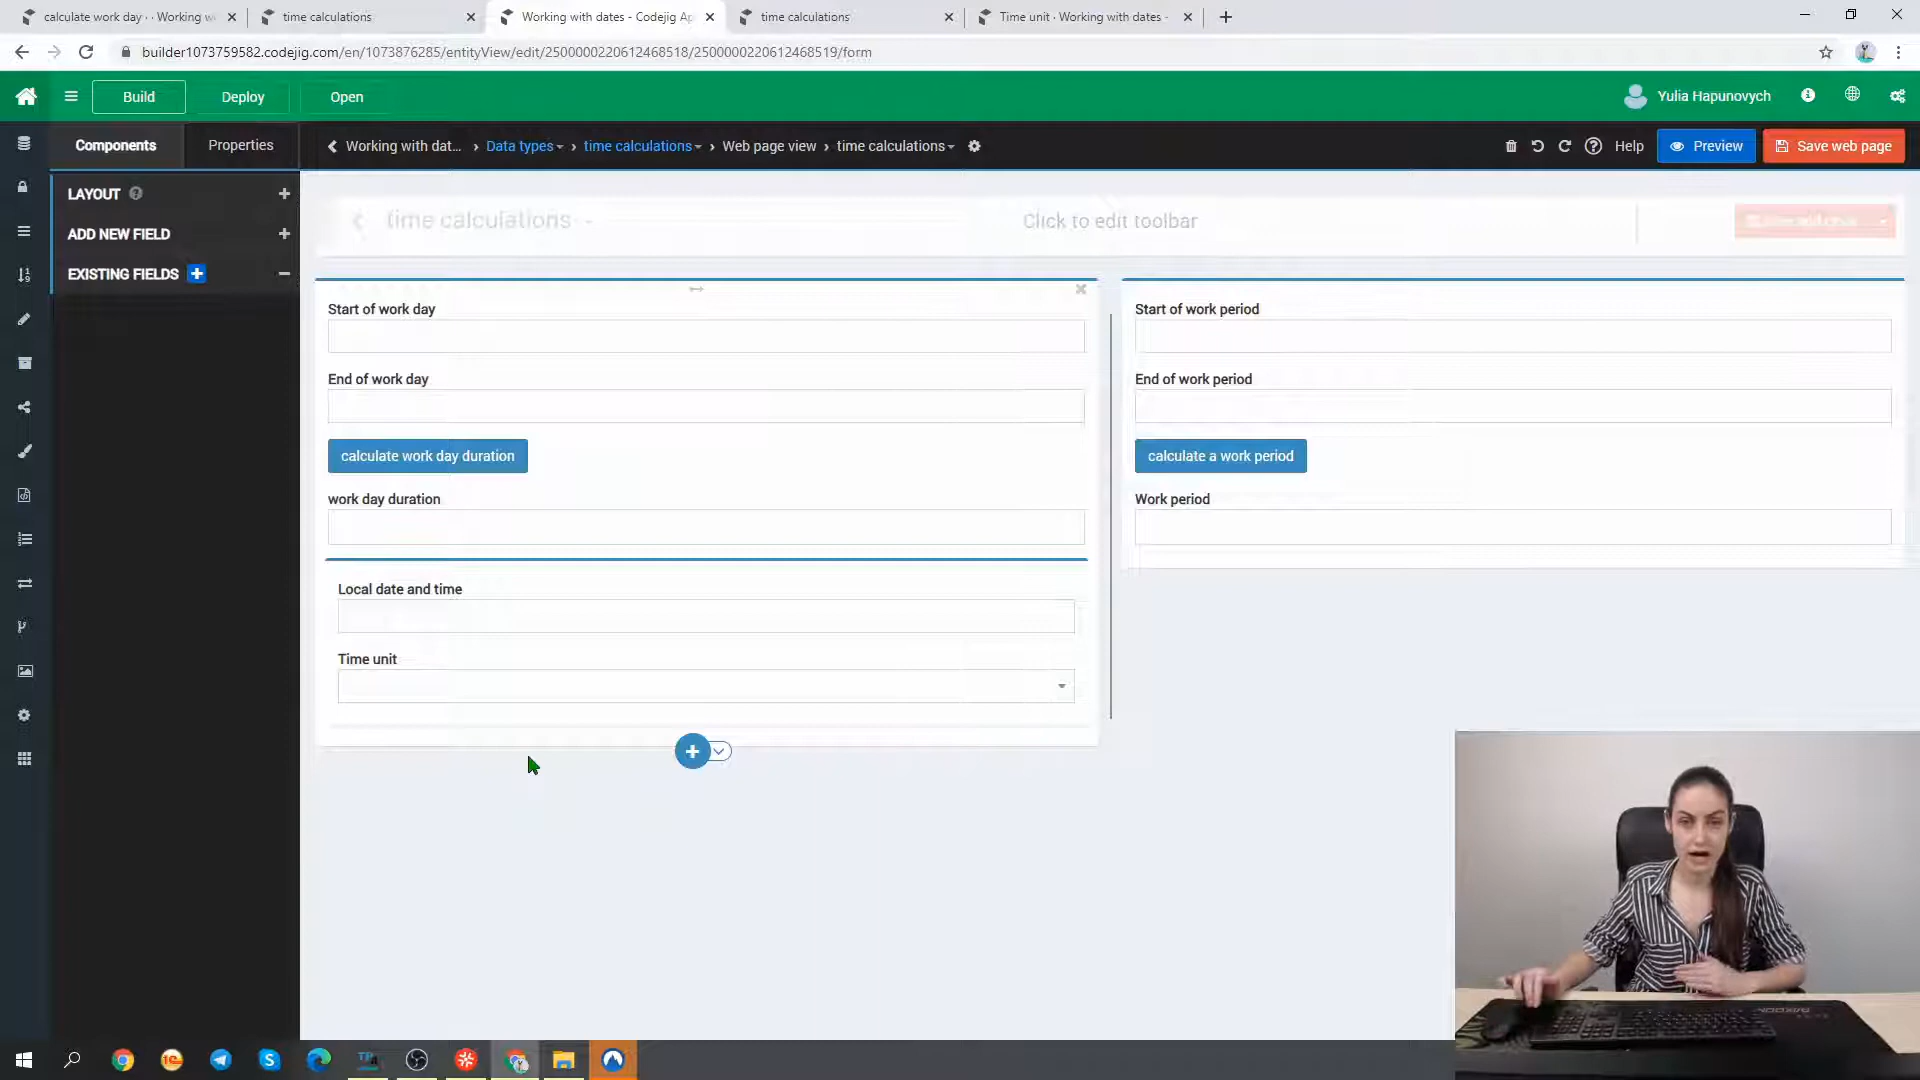 calculate work day · · Working w
time calculations
Working with dates - Codejig Ap
time calculations
Time unit · Working with dates -
builder1073759582.codejig.com/en/1073876285/entityView/edit/2500000220612468518/2500000220612468519/form
Build
Deploy
Open
Yulia Hapunovych
Components
Properties
Working with dat...
Data types
time calculations
Web page view
time calculations
Help
Preview
Save web page
LAYOUT
ADD NEW FIELD
EXISTING FIELDS
time calculations -
Click to edit toolbar
Start of work day
End of work day
calculate work day duration
work day duration
Local date and time
Time unit
Start of work period
End of work period
calculate a work period
Work period